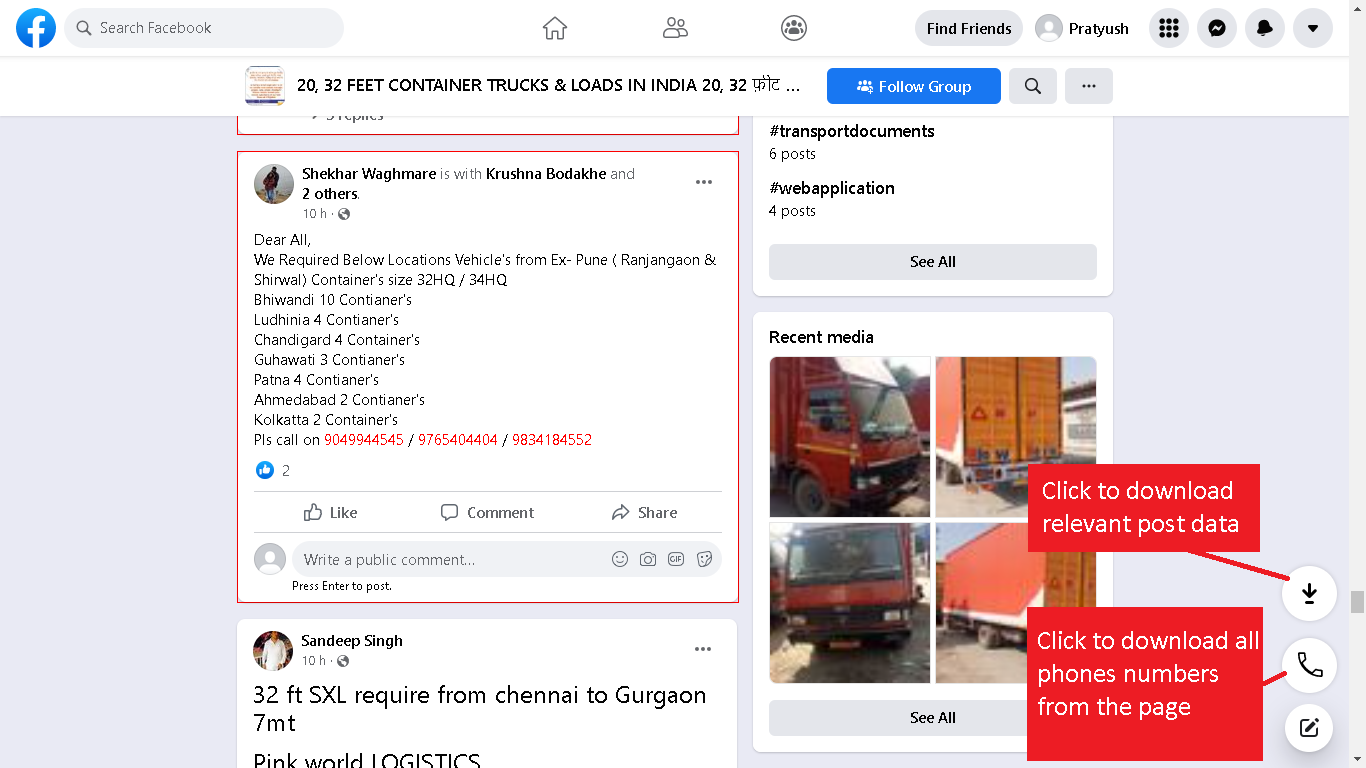 Search Facebook
Find Friends
Pratyush
20, 32 FEET CONTAINER TRUCKS & LOADS IN INDIA 20, 32 फ़ीट ...
Follow Group
replies
Shekhar Waghmare is with Krushna Bodakhe and
2 others.
10 h ·
Dear All,
We Required Below Locations Vehicle's from Ex- Pune ( Ranjangaon &
Shirwal) Container's size 32HQ / 34HQ
Bhiwandi 10 Contianer's
Ludhinia 4 Contianer's
Chandigard 4 Container's
Guhawati 3 Contianer's
Patna 4 Contianer's
Ahmedabad 2 Contianer's
Kolkatta 2 Container's
Pls call on 9049944545 / 9765404404 / 9834184552
2
Like
Comment
Share
Write a public comment...
GIF
Press Enter to post.
Sandeep Singh
10 h ·
32 ft SXL require from chennai to Gurgaon
7mt
Pink world LOGISTICS
#transportdocuments
6 posts
#webapplication
4 posts
See All
Recent media
See All
Click to download
relevant post data
Click to download all
phones numbers
from the page